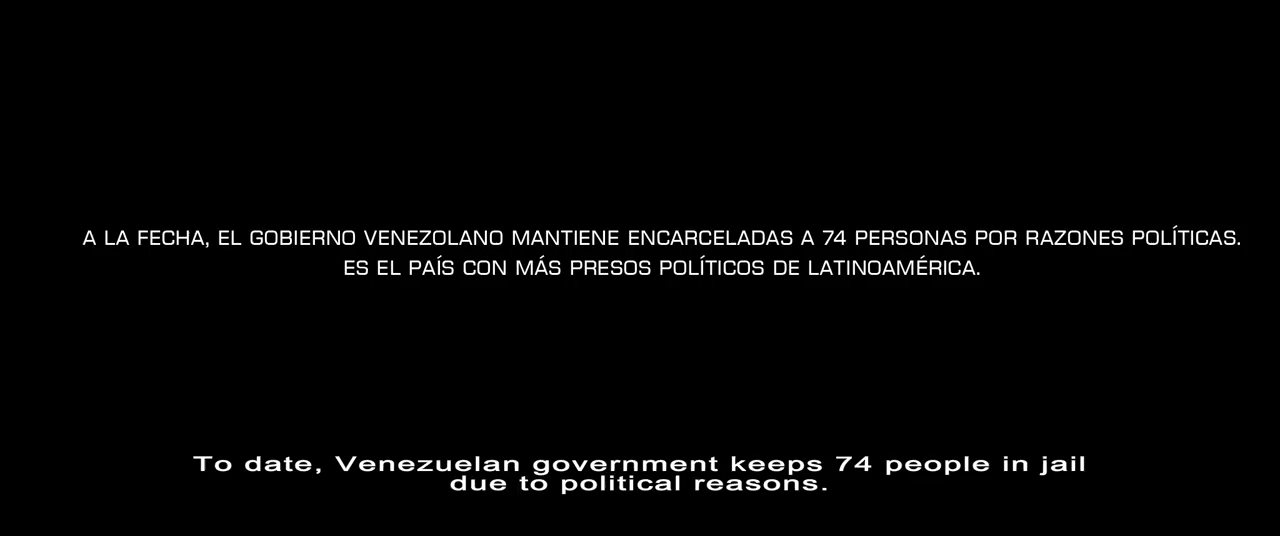 A LA FECHA, EL GOBIERNO VENEZOLANO MANTIENE ENCARCELADAS A 74 PERSONAS POR RAZONES POLÍTICAS.
ES EL PAÍS CON MÁS PRESOS POLÍTICOS DE LATINOAMÉRICA.
To date, Venezuelan government keeps 74 people in jail
due to political reasons.